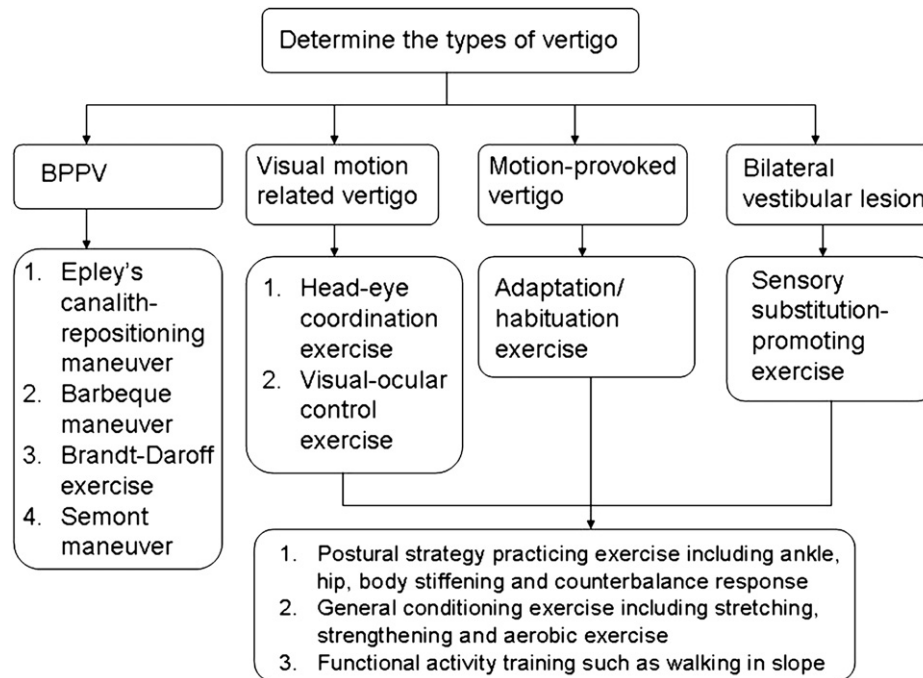 Determine the types of vertigo
BPPV
Visual motion
related vertigo
Motion-provoked
vertigo
Bilateral
vestibular lesion
1. Epley's
canalith-
repositioning
maneuver
2. Barbeque
maneuver
3. Brandt-Daroff
exercise
4. Semont
maneuver
1. Head-eye
coordination
exercise
2. Visual-ocular
control
exercise
Adaptation/
habituation
exercise
Sensory
substitution-
promoting
exercise
1. Postural strategy practicing exercise including ankle,
hip, body stiffening and counterbalance response
2. General conditioning exercise including stretching,
strengthening and aerobic exercise
3. Functional activity training such as walking in slope